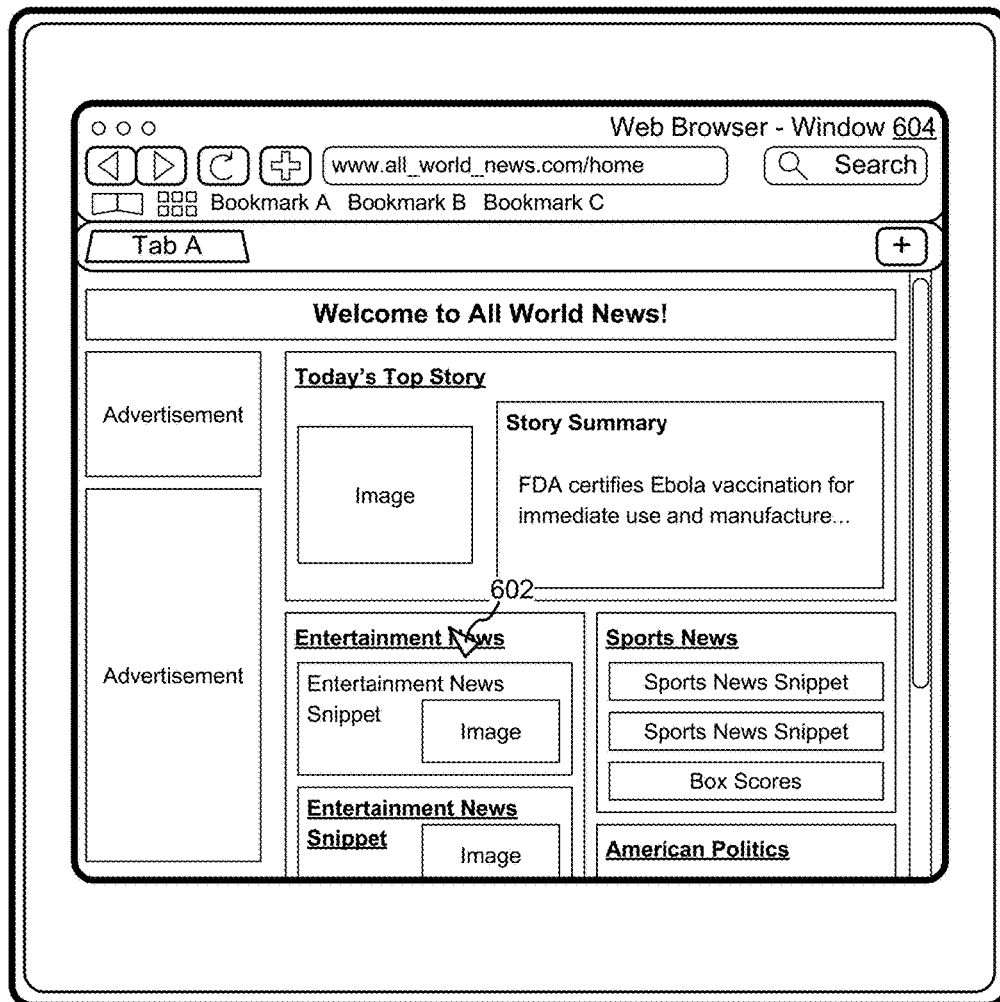 Web Browser - Window 604
www.all_world_news.com/home
Search
Bookmark A Bookmark B Bookmark C
Tab A
+
Welcome to All World News!
Advertisement
Today's Top Story
Image
Story Summary
FDA certifies Ebola vaccination for
immediate use and manufacture...
602
Advertisement
Entertainment News
Entertainment News
Snippet
Image
Entertainment News
Snippet
Image
Sports News
Sports News Snippet
Sports News Snippet
Box Scores
American Politics